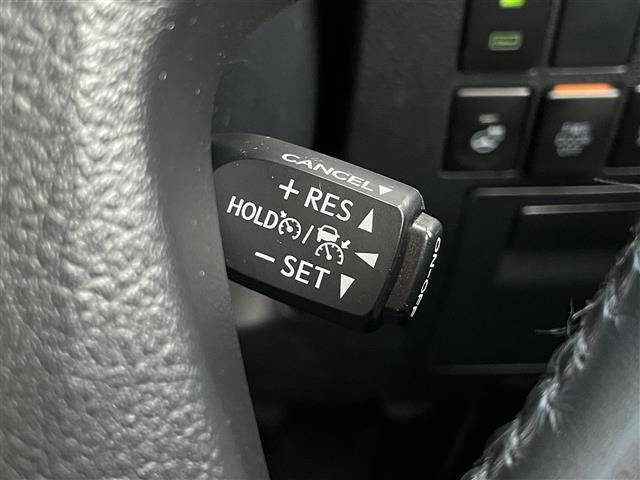 CANCEL▼
+ RES ▲
HOLD /
− SET ▼
ON-OFF